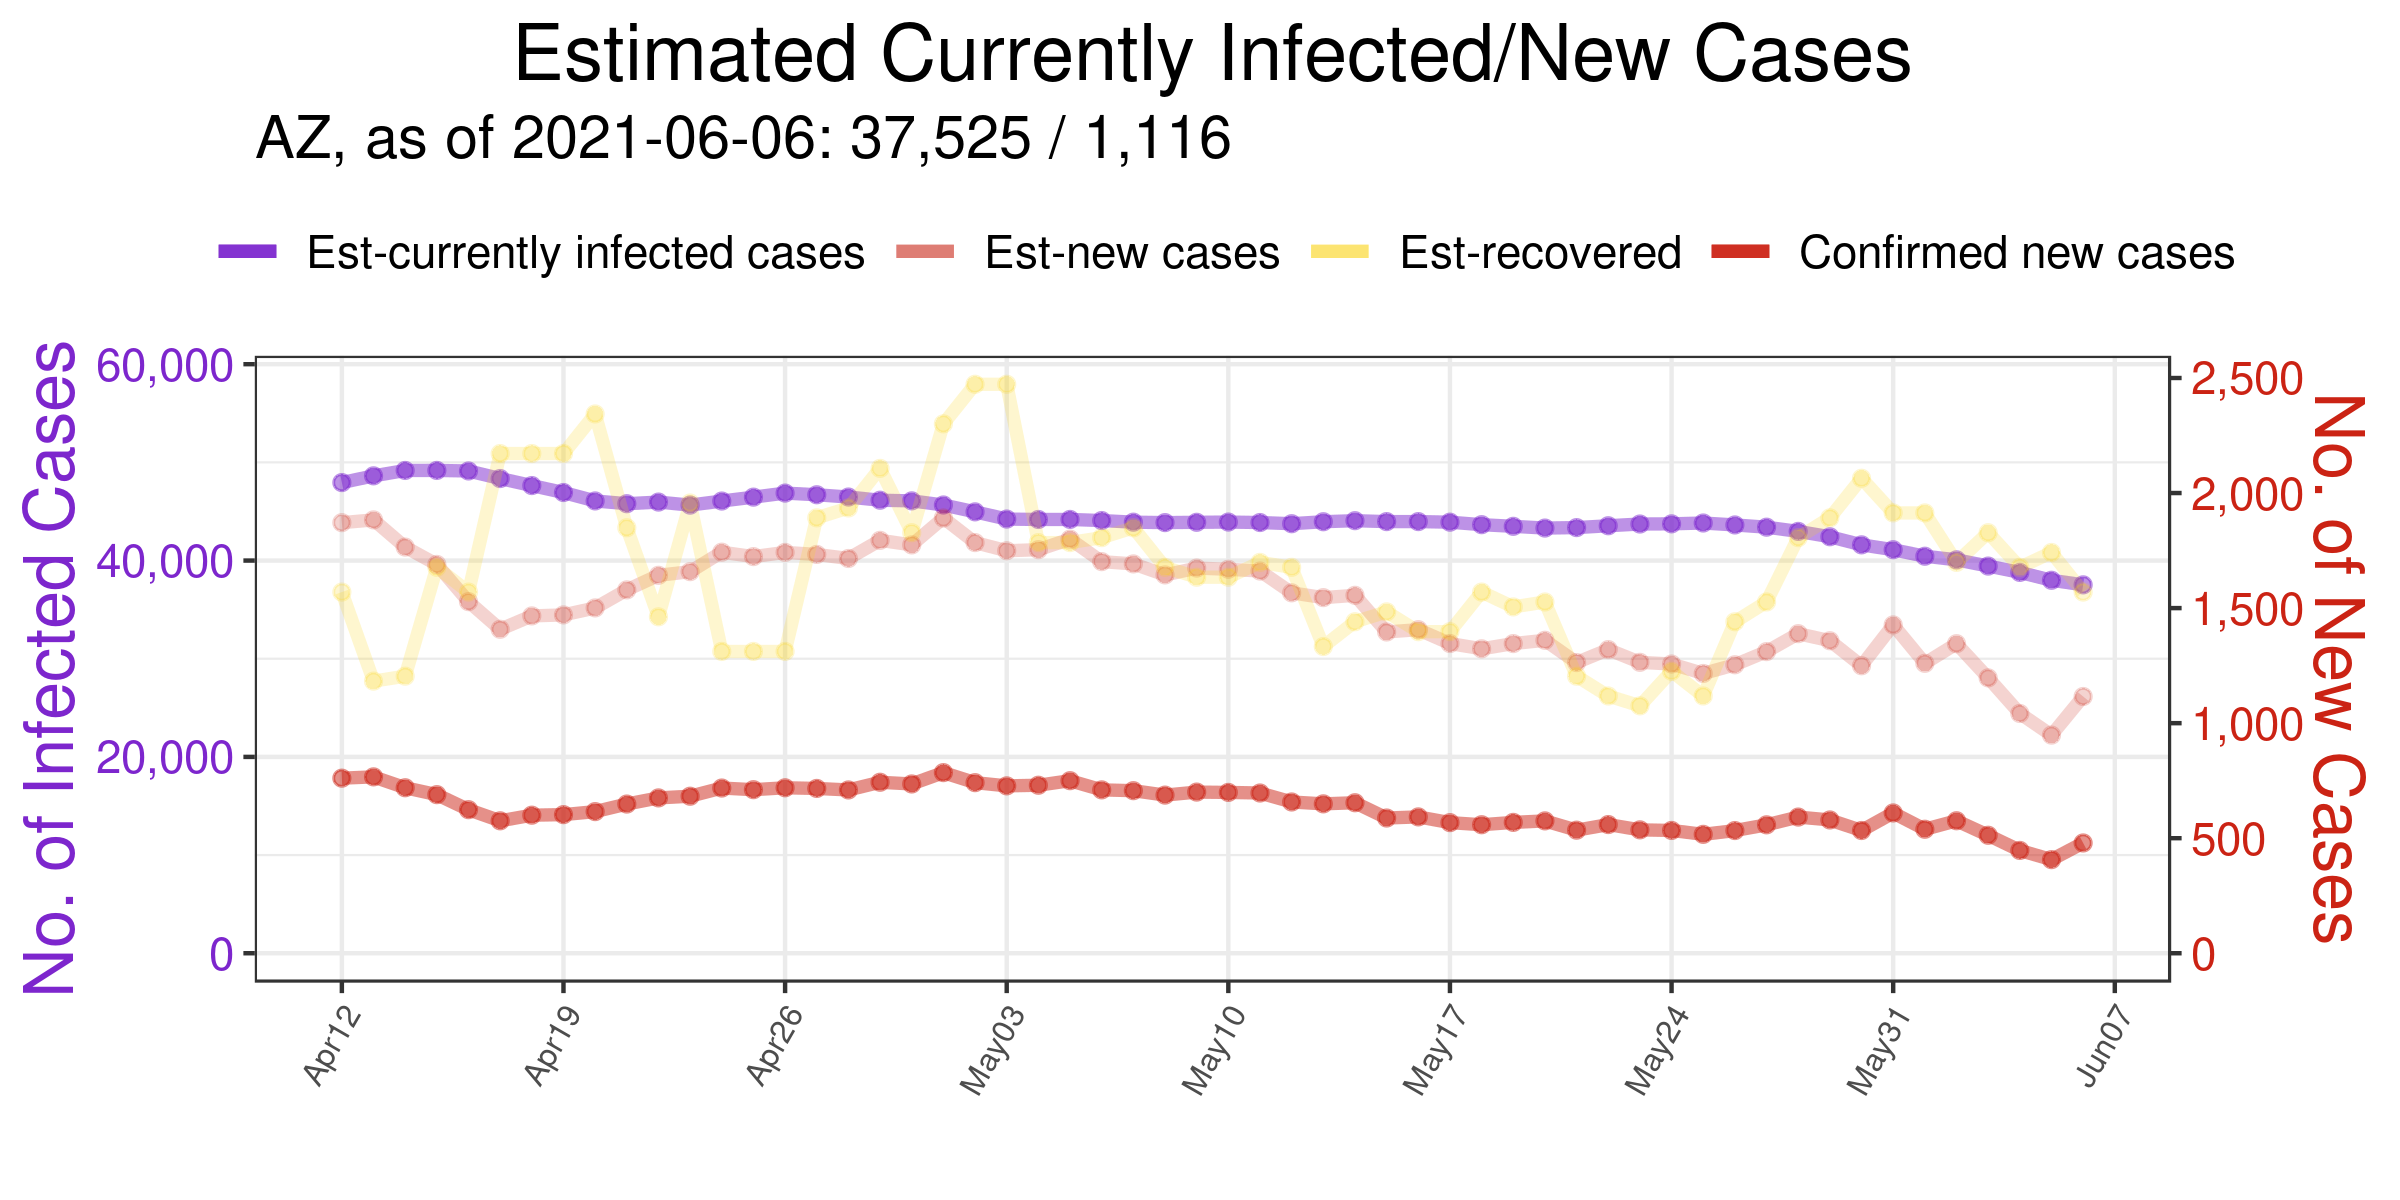 Estimated Currently Infected/New Cases
AZ, as of 2021-06-06: 37,525 / 1,116
Est-currently infected cases Est-new cases Est-recovered Confirmed new cases
No. of Infected Cases
60,000
40,000
20,000
0
2,500
2,000
1,500
1,000
500
0
No. of New Cases
Apr12 Apr19 Apr26 May03 May10 May17 May24 May31 Jun07